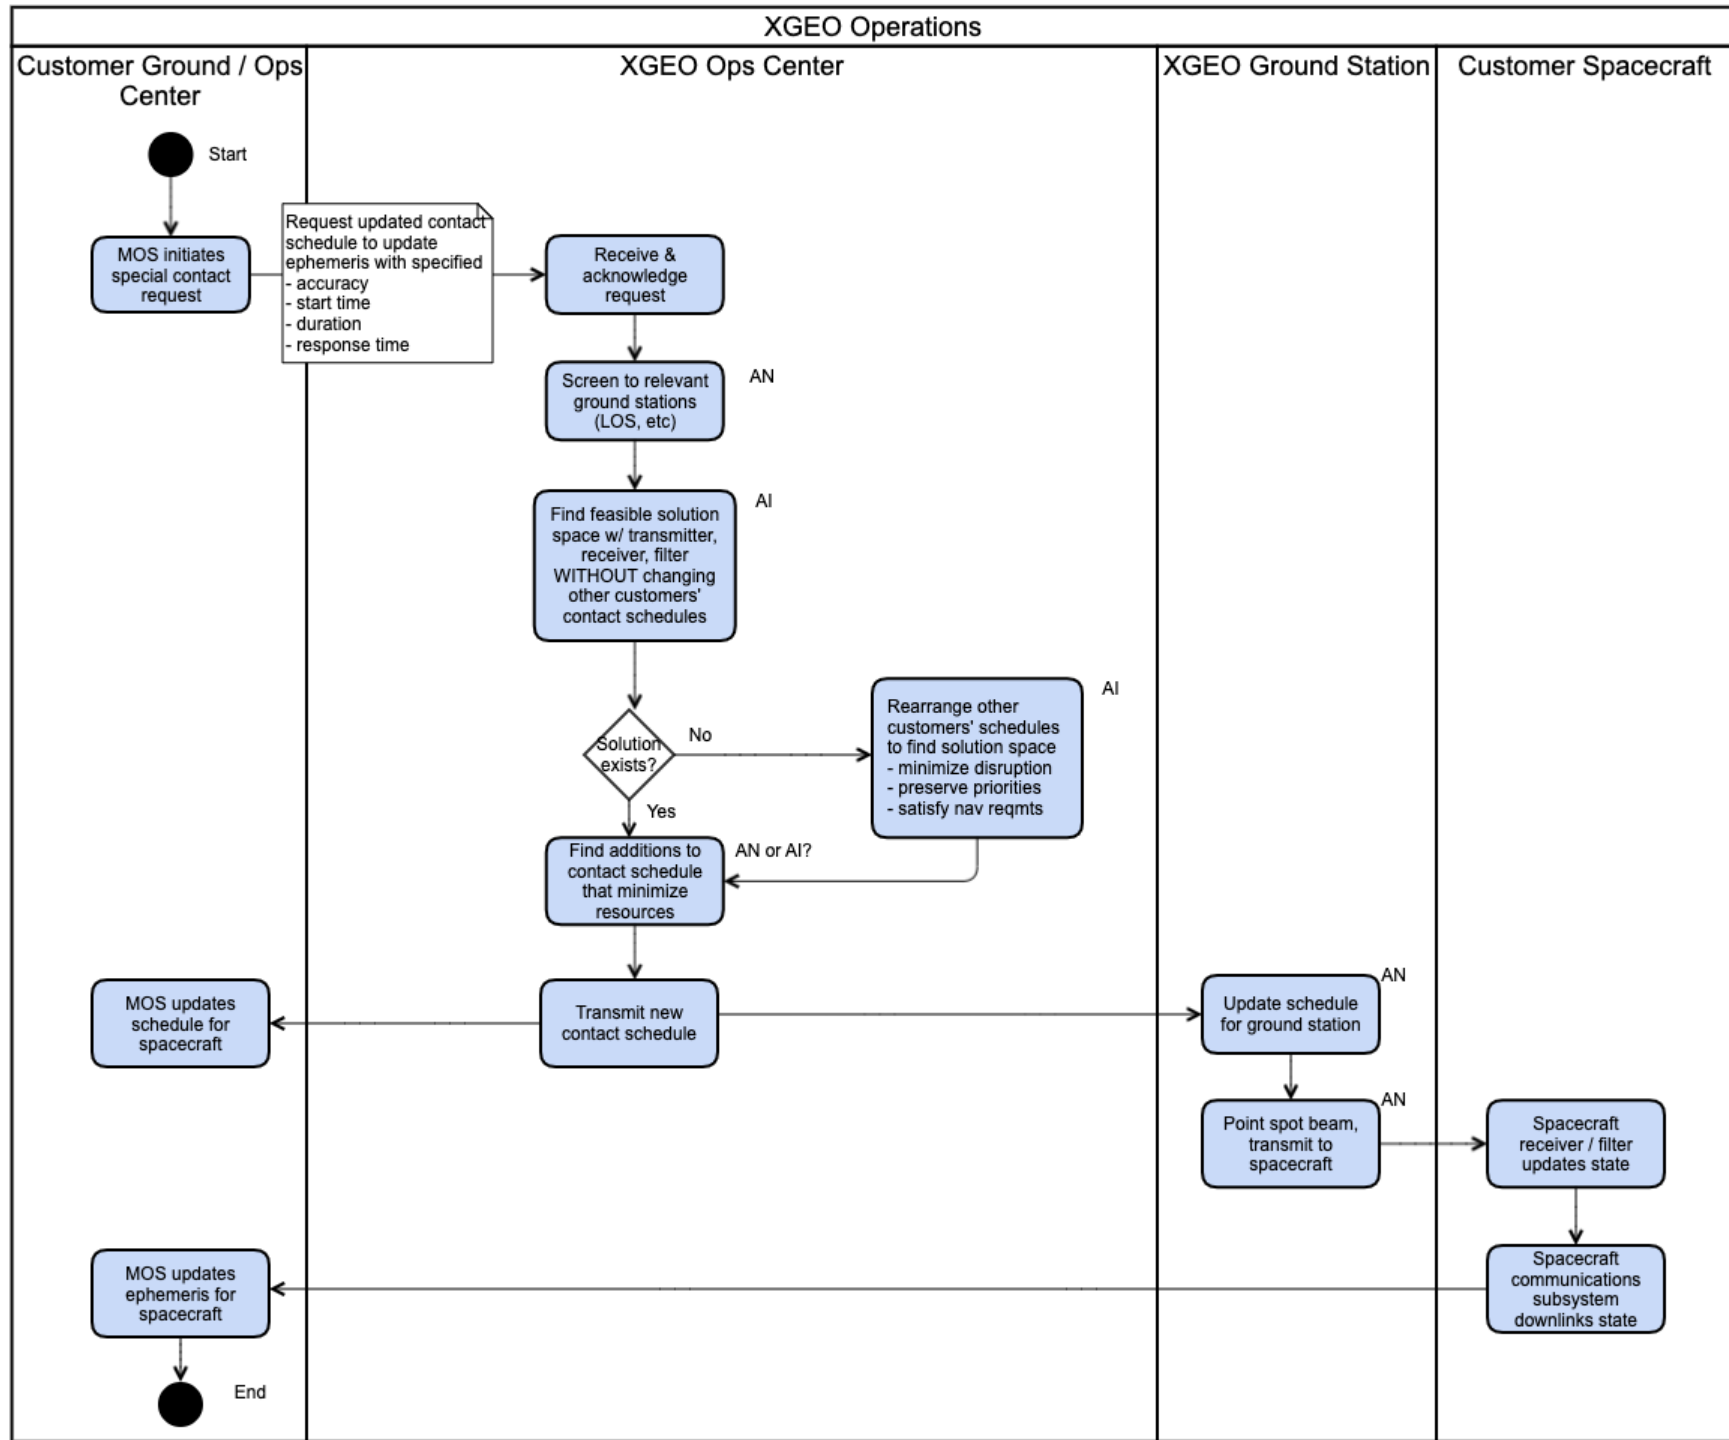 XGEO Operations
Customer Ground / Ops
Center
XGEO Ops Center
XGEO Ground Station
Customer Spacecraft
Start
MOS initiates
special contact
request
Request updated contact
schedule to update
ephemeris with specified
- accuracy
- start time
- duration
- response time
Receive &
acknowledge
request
Screen to relevant
ground stations
(LOS, etc)
AN
Find feasible solution
space w/ transmitter,
receiver, filter
WITHOUT changing
other customers'
contact schedules
AI
Solution
exists?
No
Yes
Rearrange other
customers' schedules
to find solution space
- minimize disruption
- preserve priorities
- satisfy nav reqmts
AI
Find additions to
contact schedule
that minimize
resources
AN or AI?
Transmit new
contact schedule
MOS updates
schedule for
spacecraft
Update schedule
for ground station
AN
Point spot beam,
transmit to
spacecraft
AN
Spacecraft
receiver / filter
updates state
Spacecraft
communications
subsystem
downlinks state
MOS updates
ephemeris for
spacecraft
End